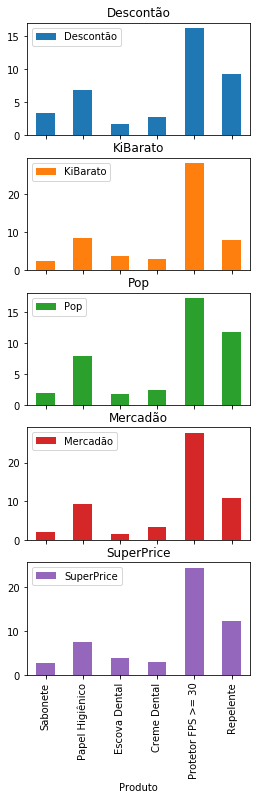 Descontão
15
Descontão
10
5
0
KiBarato
KiBarato
20
10
0
Pop
15
Pop
10
5
0
Mercadão
Mercadão
20
10
0
SuperPrice
SuperPrice
20
10
0
Sabonete
Papel Higiênico
Escova Dental
Creme Dental
Protetor FPS >= 30
Repelente
Produto